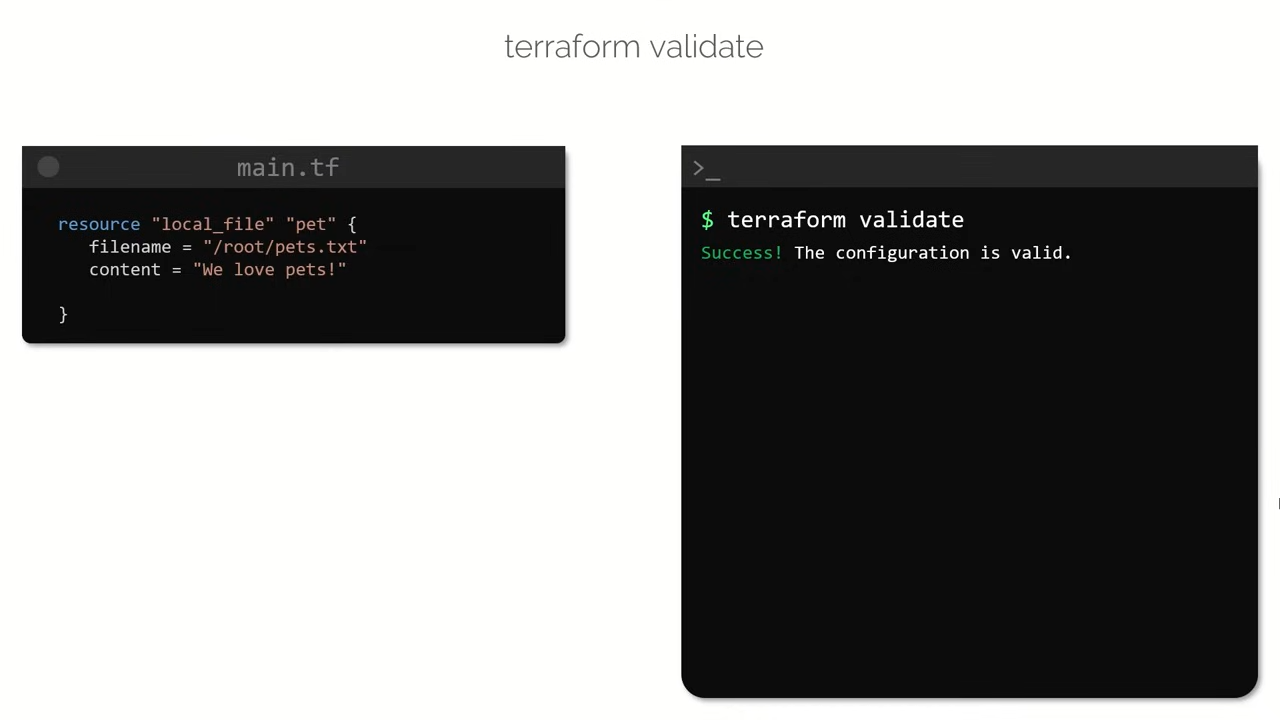 terraform validate
main.tf
resource "local_file" "pet" {
filename = "/root/pets.txt"
content = "We love pets!"
}
>_
$ terraform validate
Success! The configuration is valid.